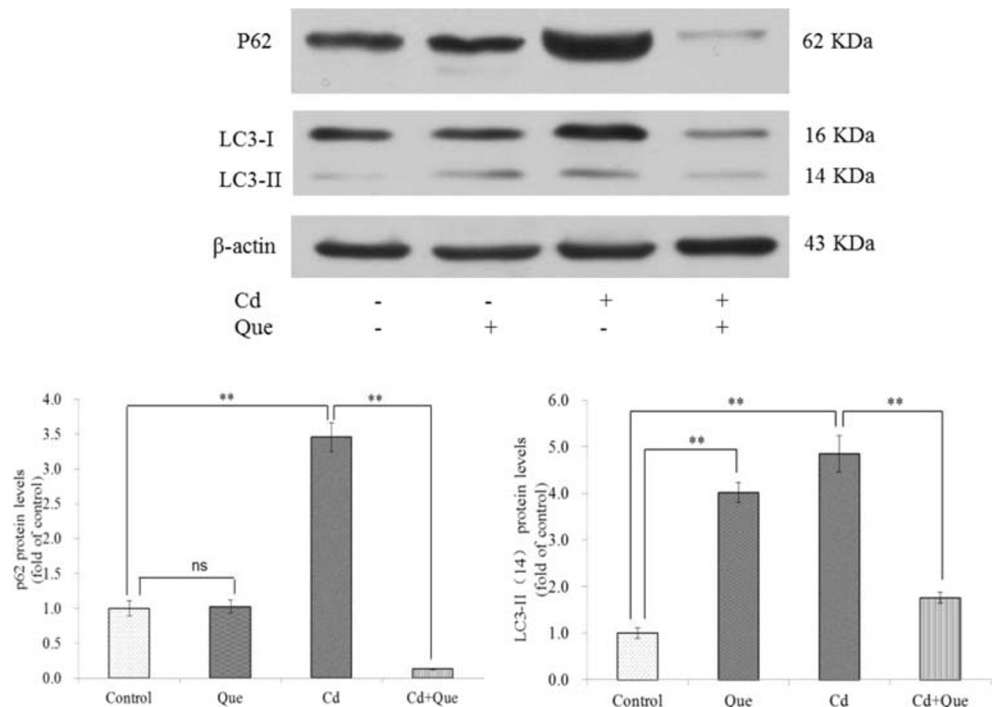 P62 62 KDa
LC3-I 16 KDa
LC3-II 14 KDa
β-actin 43 KDa
Cd - - + +
Que - + - +
p62 protein levels
(fold of control)
4.0
3.5
3.0
2.5
2.0
1.5
1.0
0.5
0.0
** **
ns
Control Que Cd Cd+Que
LC3-II（14） protein levels
(fold of control)
6.0
5.0
4.0
3.0
2.0
1.0
0.0
** **
**
Control Que Cd Cd+Que